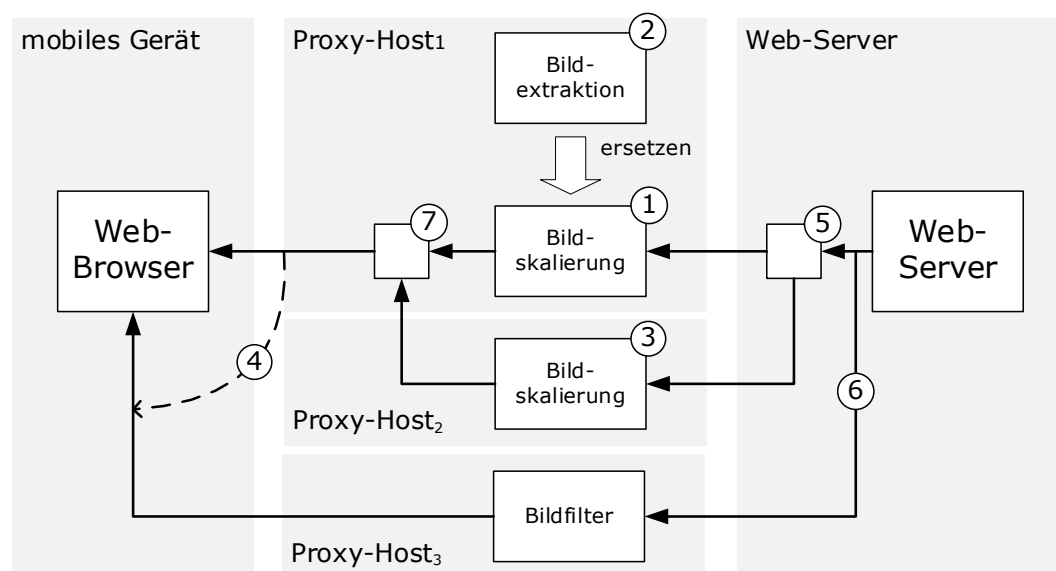 mobiles Gerät
Proxy-Host1
2
Web-Server
Bild-
extraktion
ersetzen
1
7
5
Web-
Browser
Bild-
skalierung
Web-
Server
3
4
Bild-
skalierung
6
Proxy-Host2
Bildfilter
Proxy-Host3